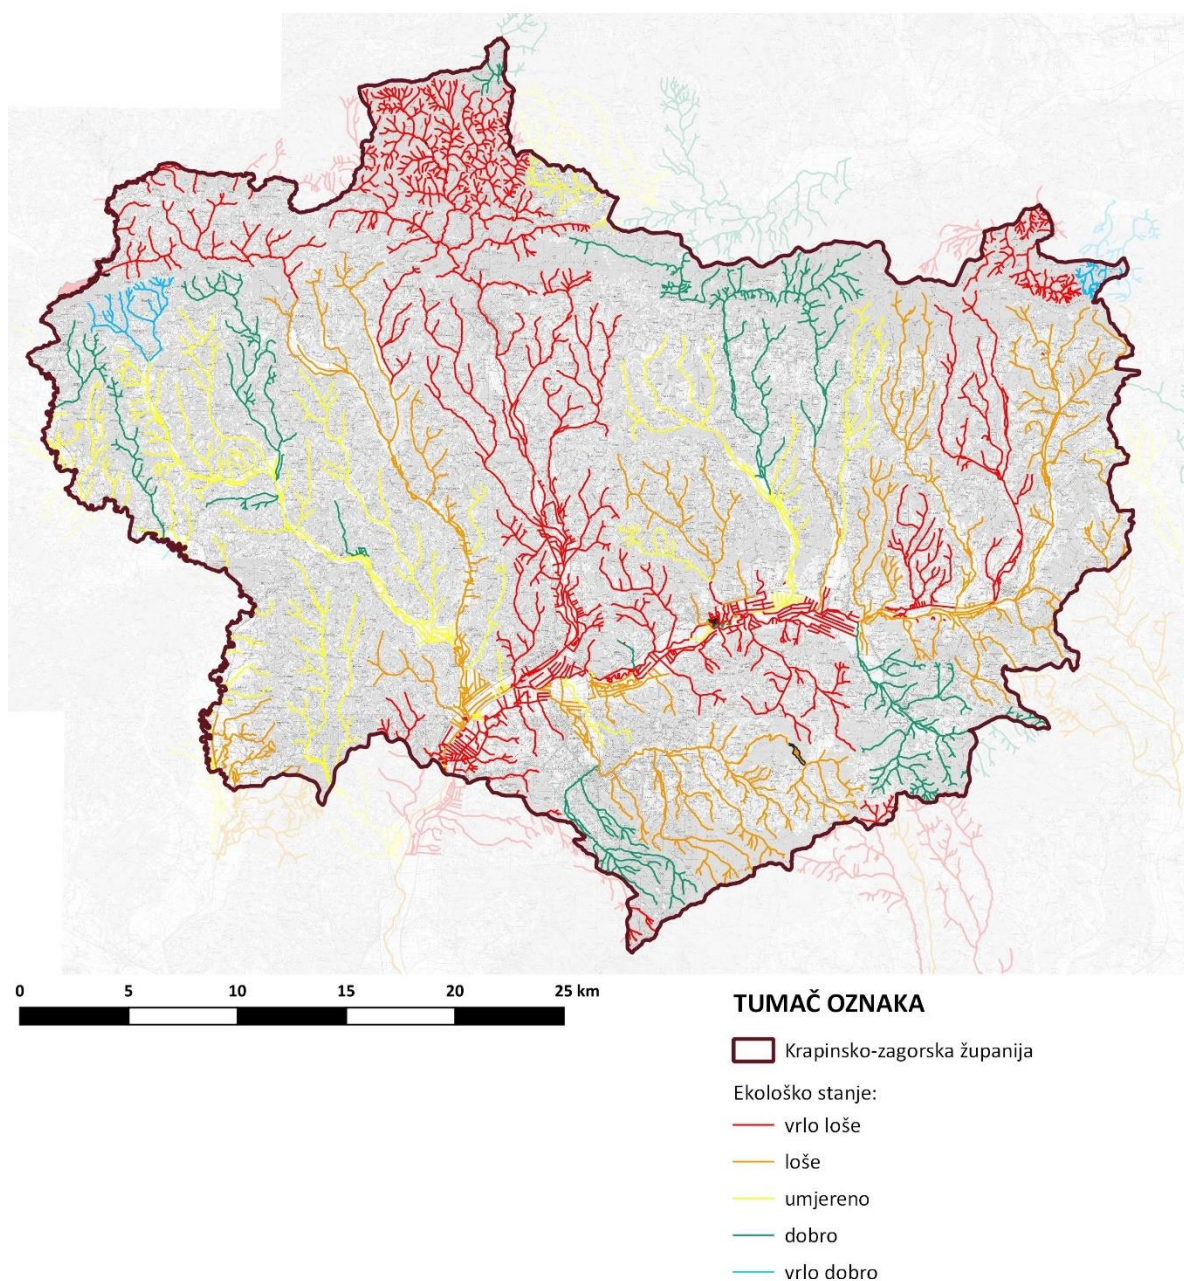 0 5 10 15 20 25 km
TUMAČ OZNAKA
Krapinsko-zagorska županija
Ekološko stanje:
vrlo loše
loše
umjereno
dobro
vrlo dobro